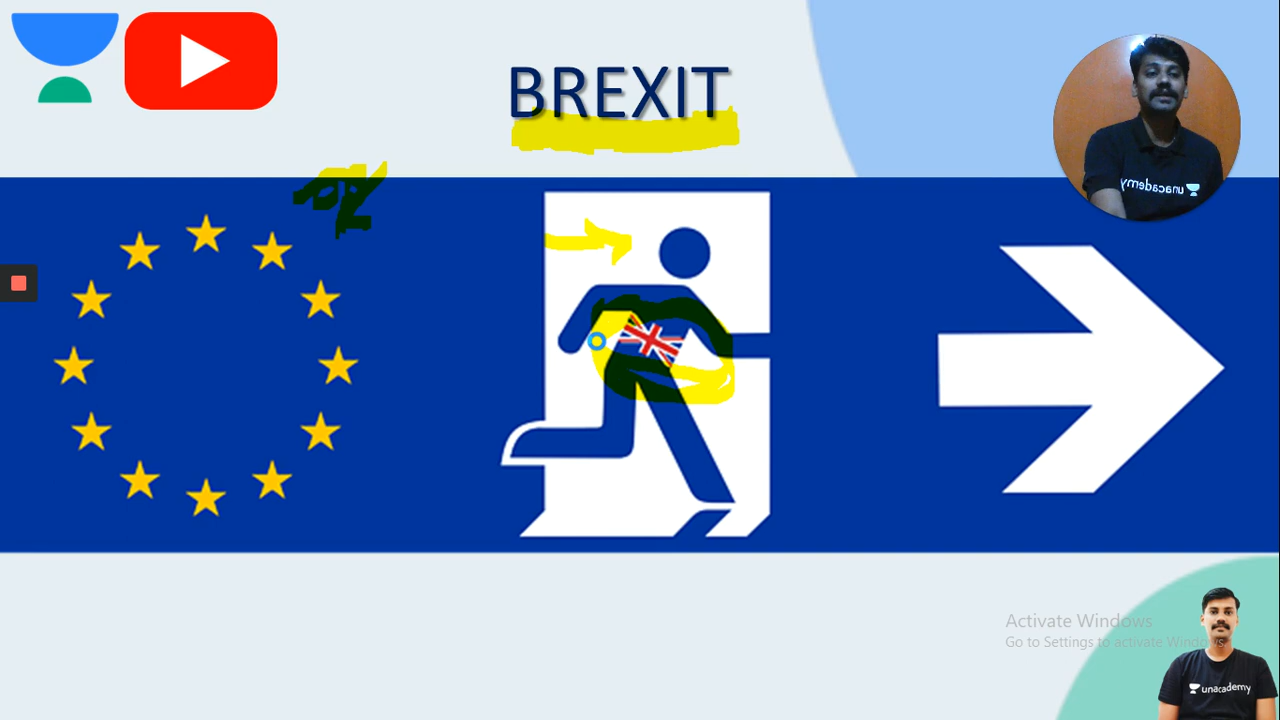 BREXIT
unacademy
Activate Windows
Go to Settings to activate Windows
unacademy